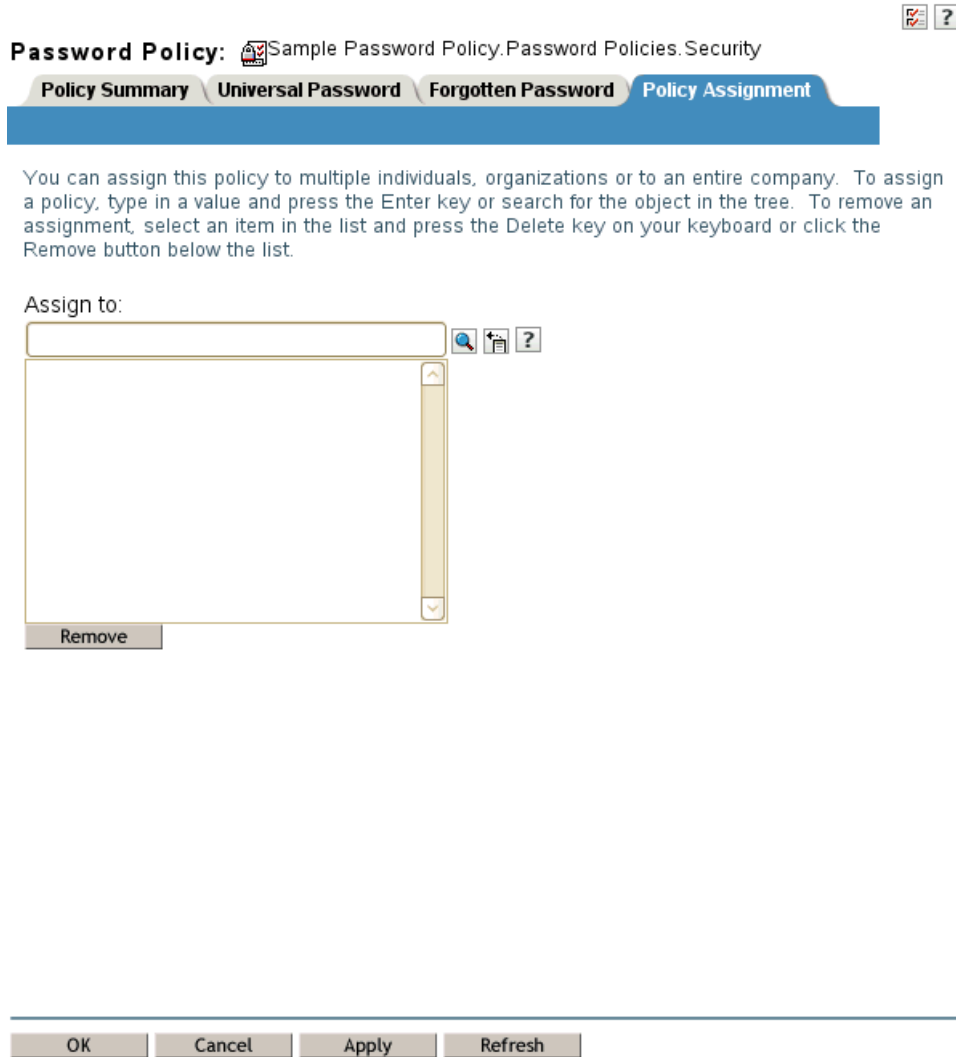 ?
Password Policy: Sample Password Policy.Password Policies.Security
Policy Summary Universal Password Forgotten Password Policy Assignment
You can assign this policy to multiple individuals, organizations or to an entire company. To assign
a policy, type in a value and press the Enter key or search for the object in the tree. To remove an
assignment, select an item in the list and press the Delete key on your keyboard or click the
Remove button below the list.
Assign to:
?
Remove
OK Cancel Apply Refresh